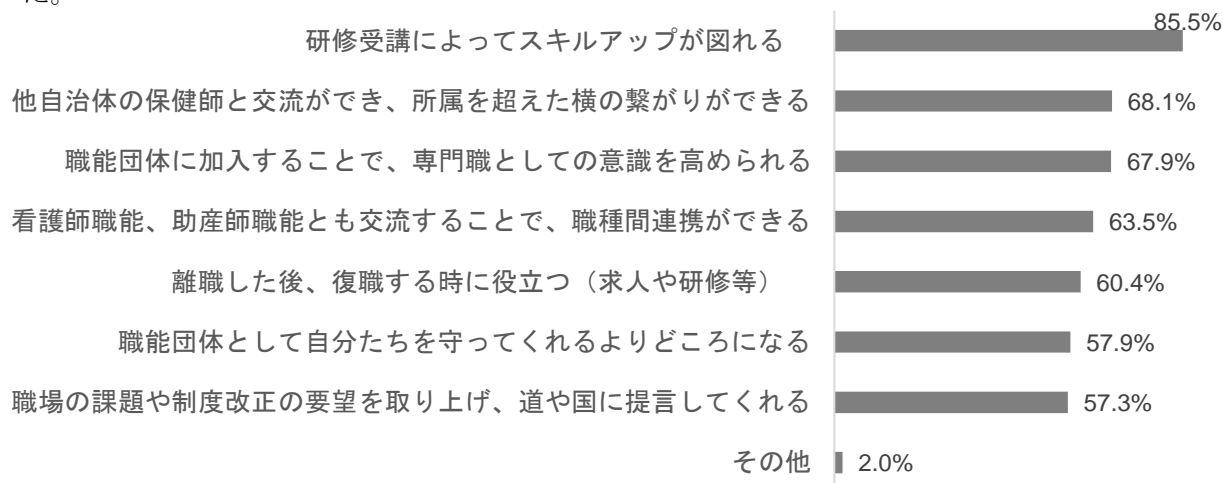 た。
研修受講によってスキルアップが図れる 85.5%
他自治体の保健師と交流ができ、所属を超えた横の繋がりができる 68.1%
職能団体に加入することで、専門職としての意識を高められる 67.9%
看護師職能、助産師職能とも交流することで、職種間連携ができる 63.5%
離職した後、復職する時に役立つ（求人や研修等） 60.4%
職能団体として自分たちを守ってくれるよりどころになる 57.9%
職場の課題や制度改正の要望を取り上げ、道や国に提言してくれる 57.3%
その他 2.0%